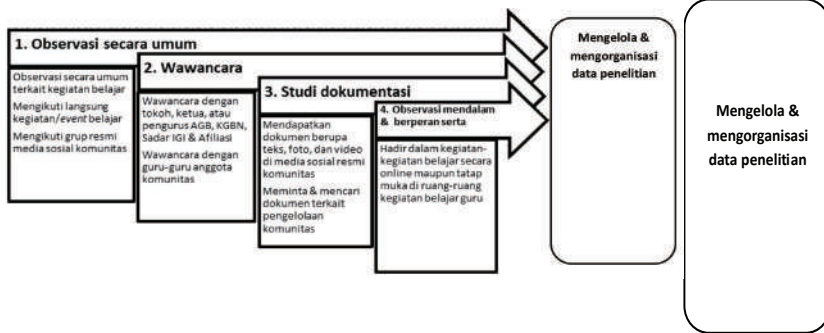 1. Observasi secara umum
Observasi secara umum
terkait kegiatan belajar
Mengikuti langsung
kegiatan/event belajar
Mengikuti grup resmi
media sosial komunitas
2. Wawancara
Wawancara dengan
tokoh, ketua, atau
pengurus AGB, KGBN,
Sadar IGI & Afiliasi
Wawancara dengan
guru-guru anggota
komunitas
3. Studi dokumentasi
Mendapatkan
dokumen berupa
teks, foto, dan video
di media sosial resmi
komunitas
Meminta & mencari
dokumen terkait
pengelolaan
komunitas
4. Observasi mendalam
& berperan serta
Hadir dalam kegiatan-
kegiatan belajar secara
online maupun tatap
muka di ruang-ruang
kegiatan belajar guru
Mengelola &
mengorganisasi
data penelitian
Mengelola &
mengorganisasi
data penelitian